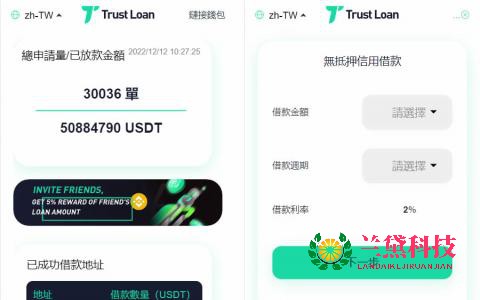 zh-TW
Trust Loan
鏈接錢包
總申請量/已放款金額
2022/12/12 10:27:25
30036 單
50884790 USDT
INVITE FRIENDS,
GET 5% REWARD OF FRIEND'S
LOAN AMOUNT
已成功借款地址
地址
借款數量（USDT）
zh-TW
Trust Loan
...
無抵押信用借款
借款金額
請選擇
借款週期
請選擇
借款利率
2%
下一步
兰黛科技
LANDAIKEJIRUANJIAN